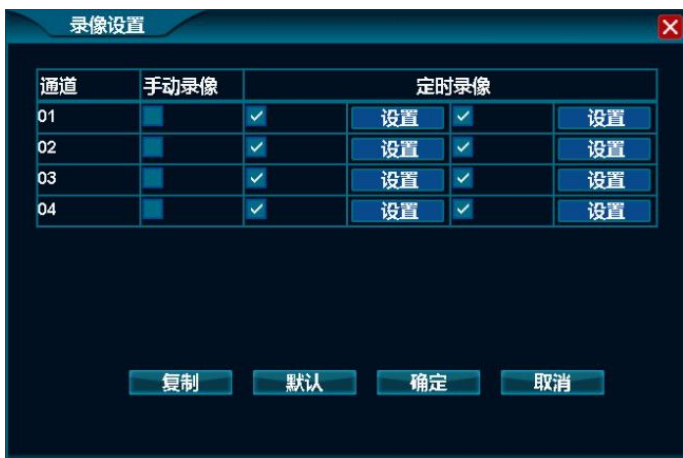 录像设置
通道 手动录像 定时录像
01 设置 设置
02 设置 设置
03 设置 设置
04 设置 设置
复制 默认 确定 取消